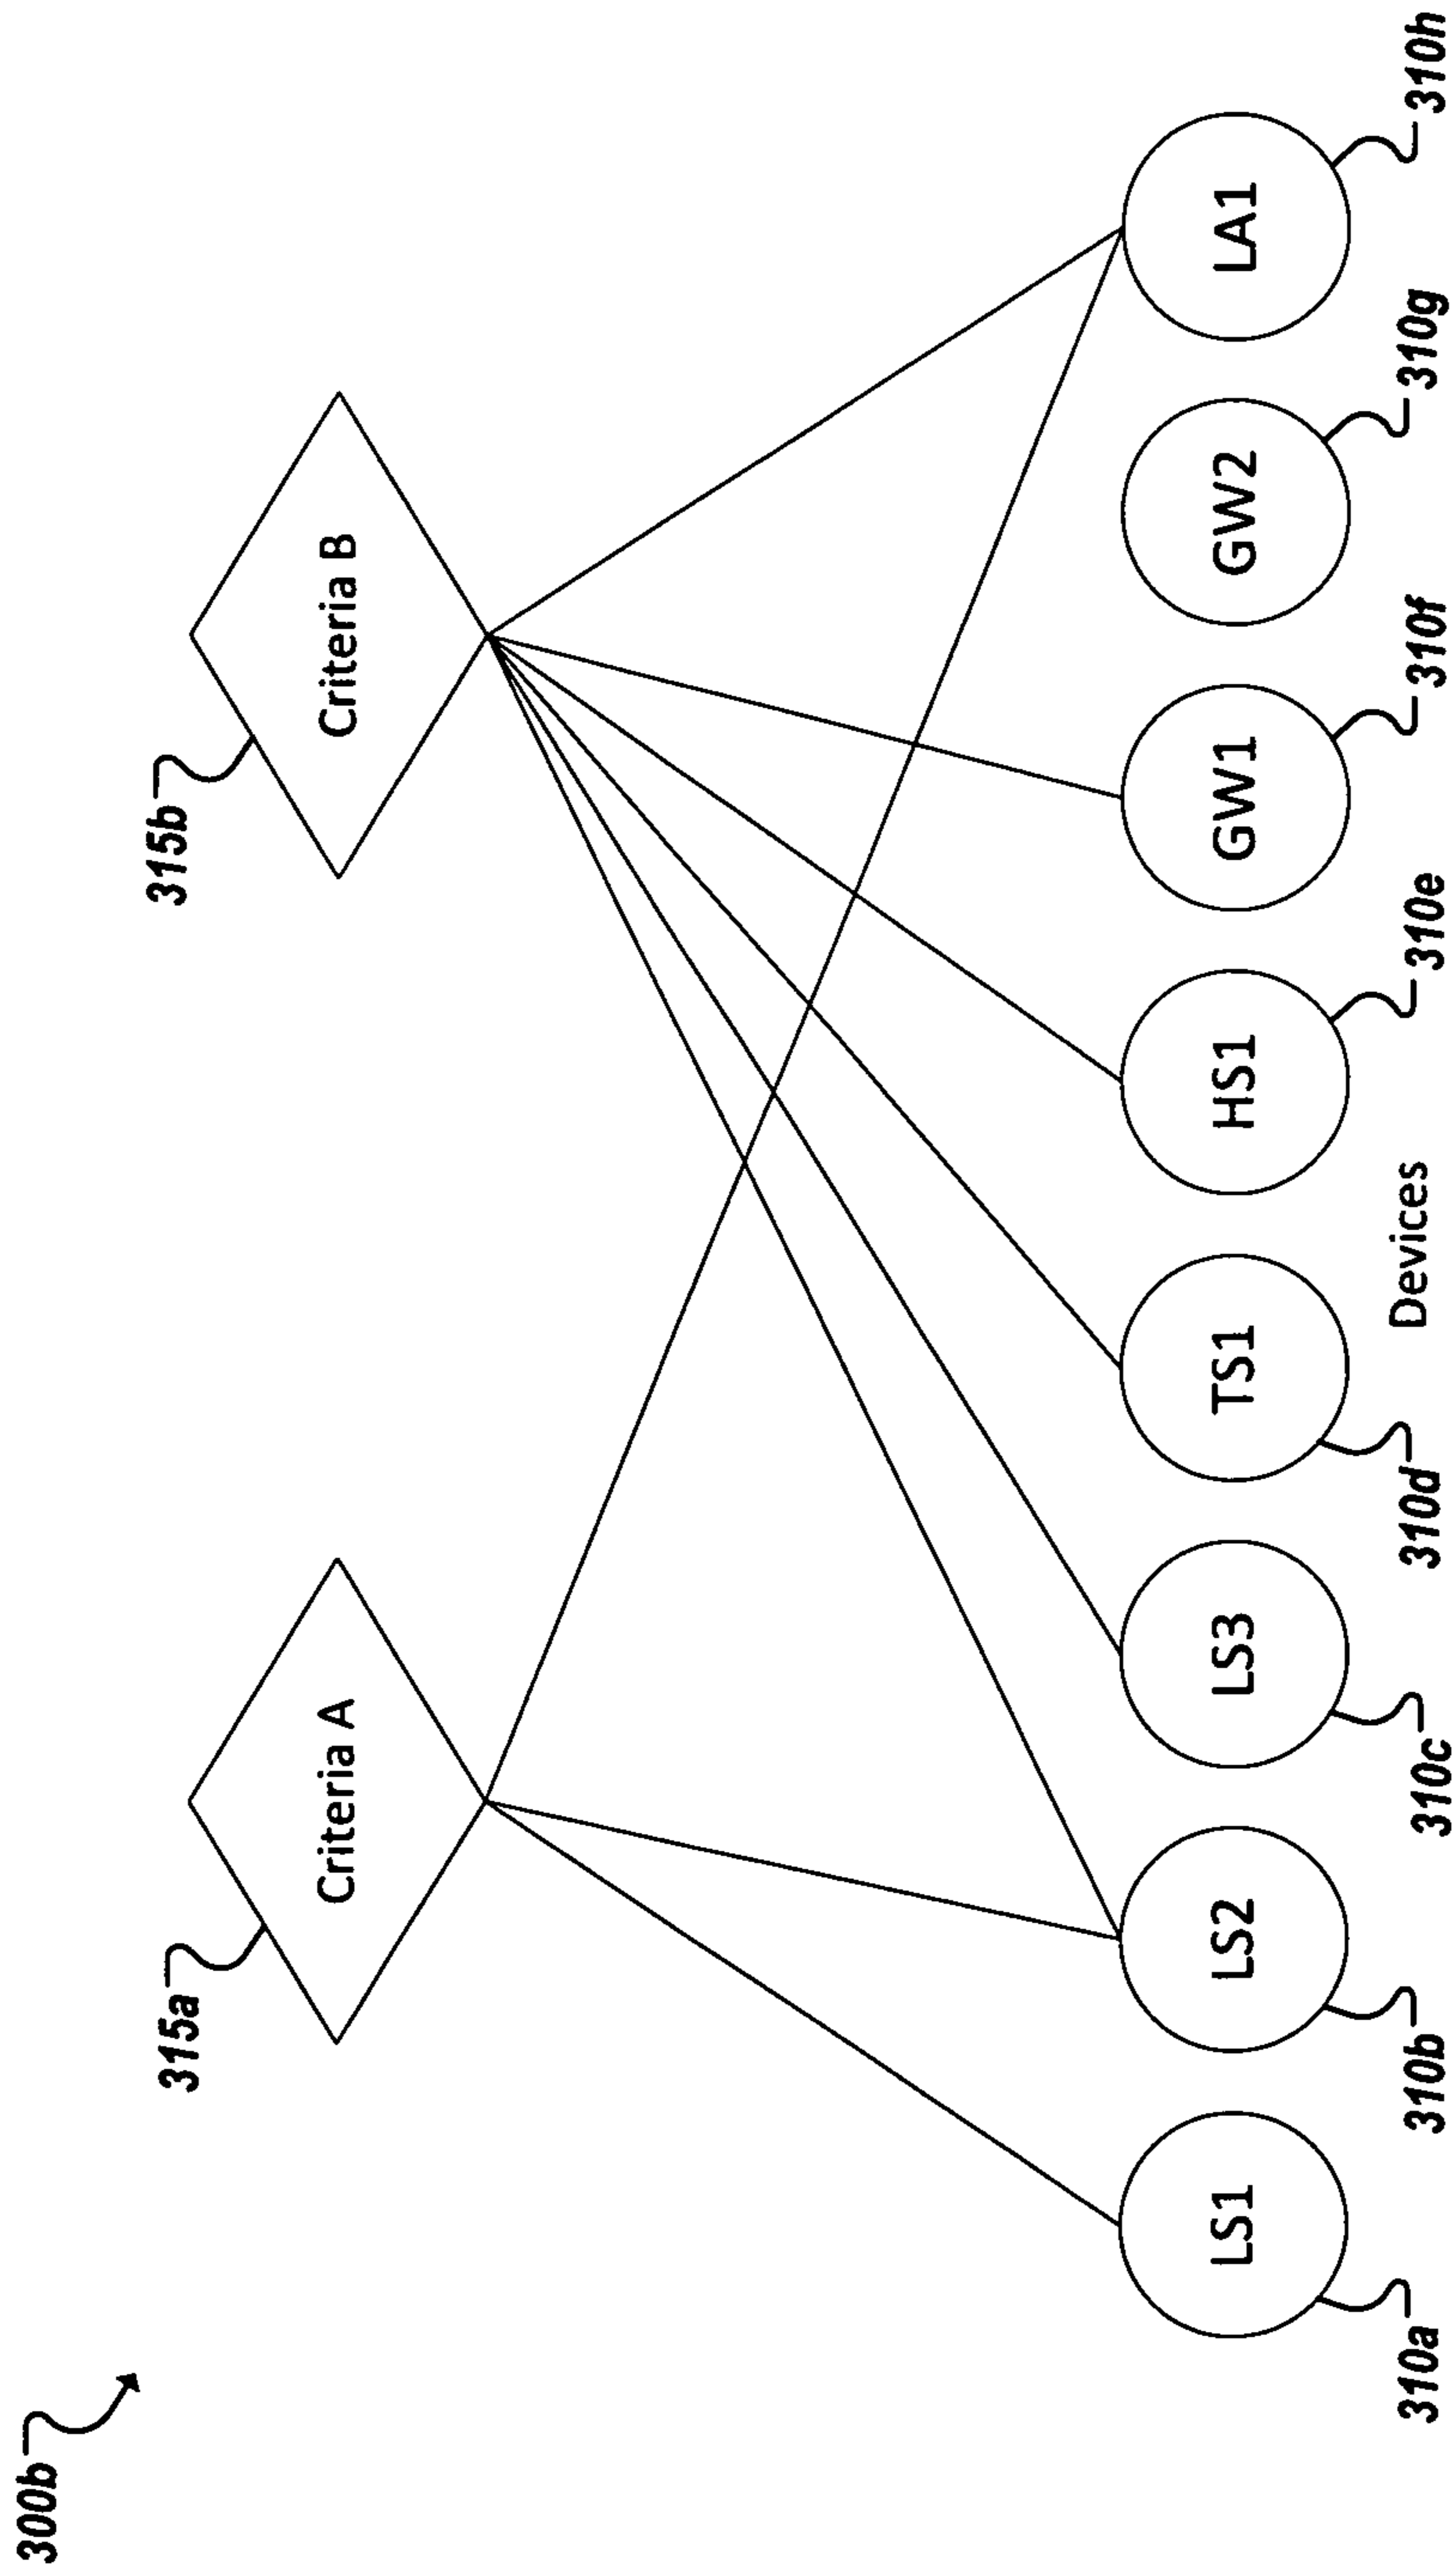 300b
315a
315b
Criteria A
Criteria B
LS1
LS2
LS3
TS1
HS1
GW1
GW2
LA1
310a
310b
310c
310d
Devices
310e
310f
310g
310h